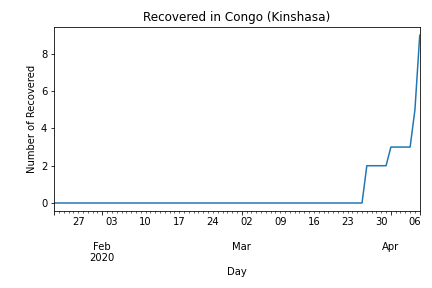 Recovered in Congo (Kinshasa)
Number of Recovered
8
6
4
2
0
27 03 10 17 24 02 09 16 23 30 06
Feb Mar Apr
2020
Day